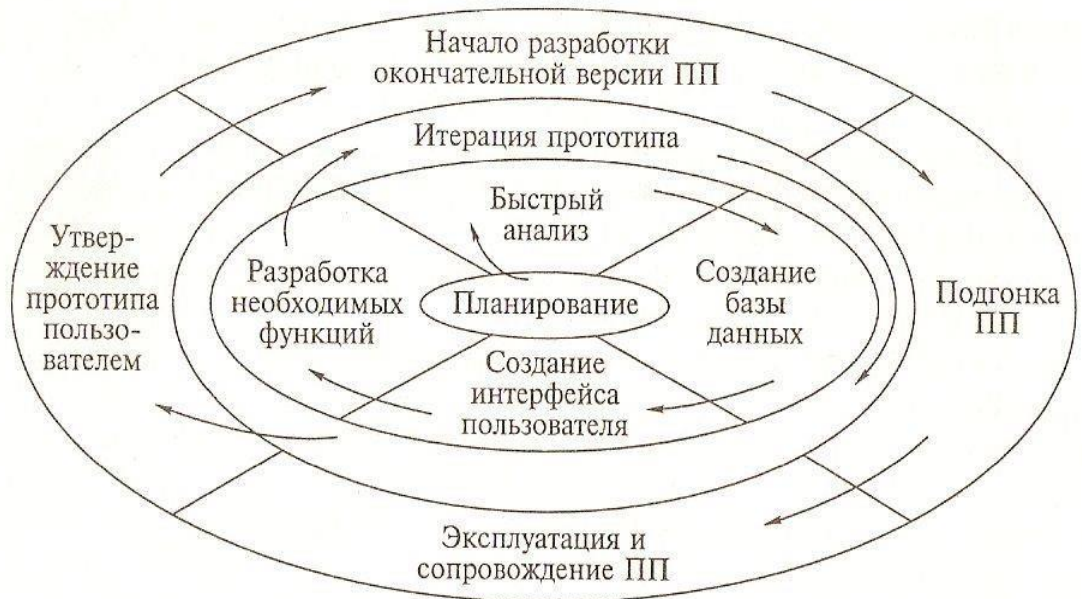 Начало разработки
окончательной версии ПП
Итерация прототипа
Быстрый
анализ
Утвер-
ждение
прототипа
пользо-
вателем
Разработка
необходимых
функций
Планирование
Создание
базы
данных
Подгонка
ПП
Создание
интерфейса
пользователя
Эксплуатация и
сопровождение ПП